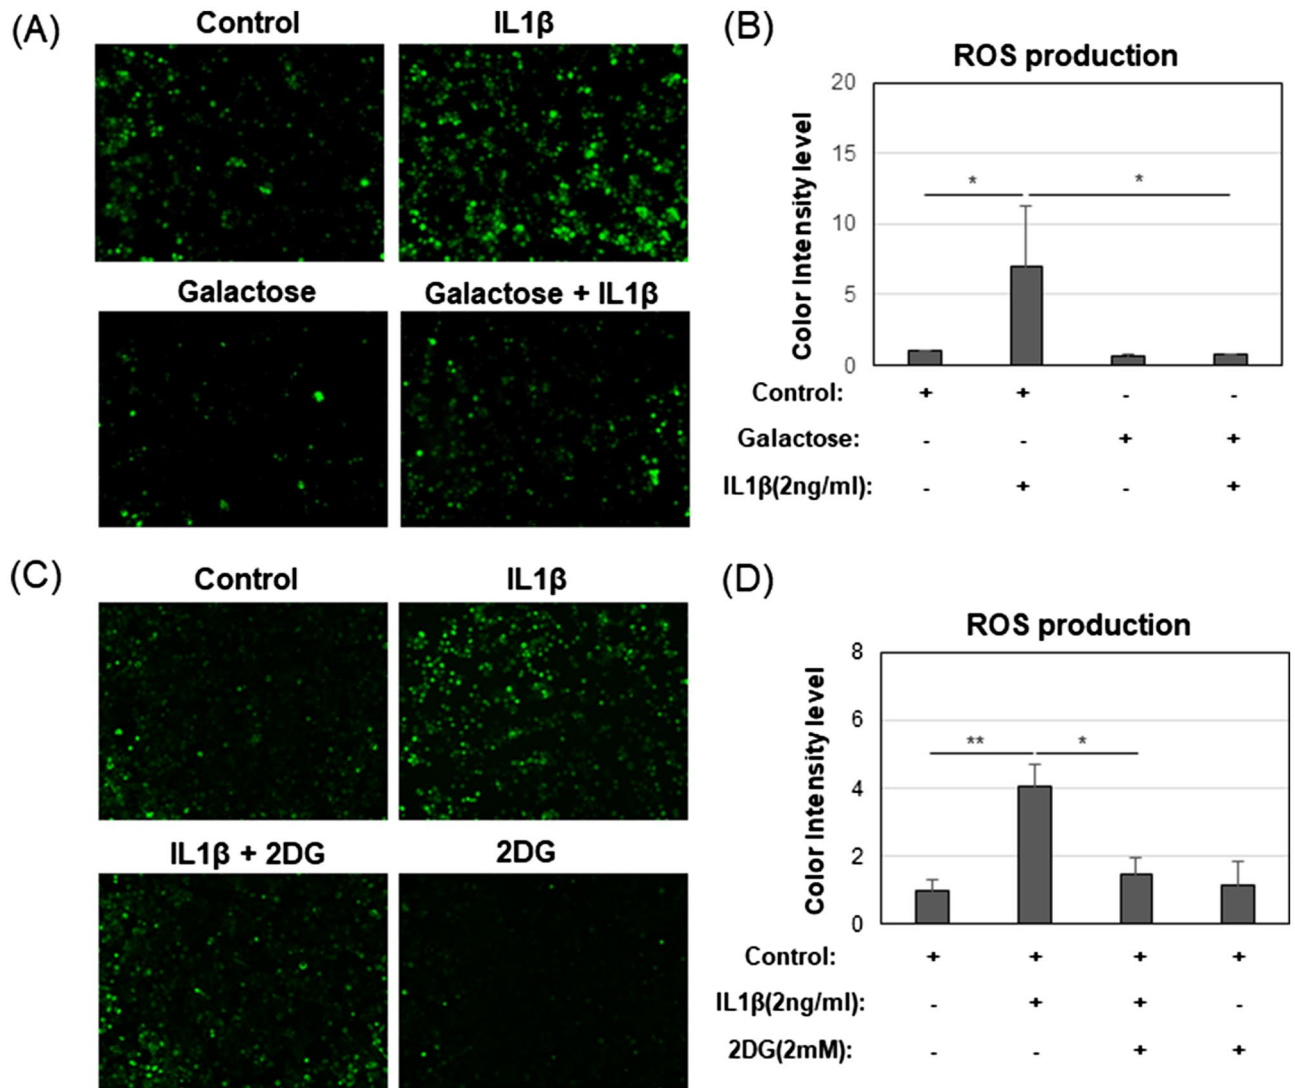 (A)
Control
IL1β
Galactose
Galactose + IL1β
(B)
ROS production
Color Intensity level
20
15
10
5
0
*
*
Control: + + - -
Galactose: - - + +
IL1β(2ng/ml): - + - +
(C)
Control
IL1β
IL1β + 2DG
2DG
(D)
ROS production
Color Intensity level
8
6
4
2
0
**
*
Control: + + + +
IL1β(2ng/ml): - + + -
2DG(2mM): - - + +